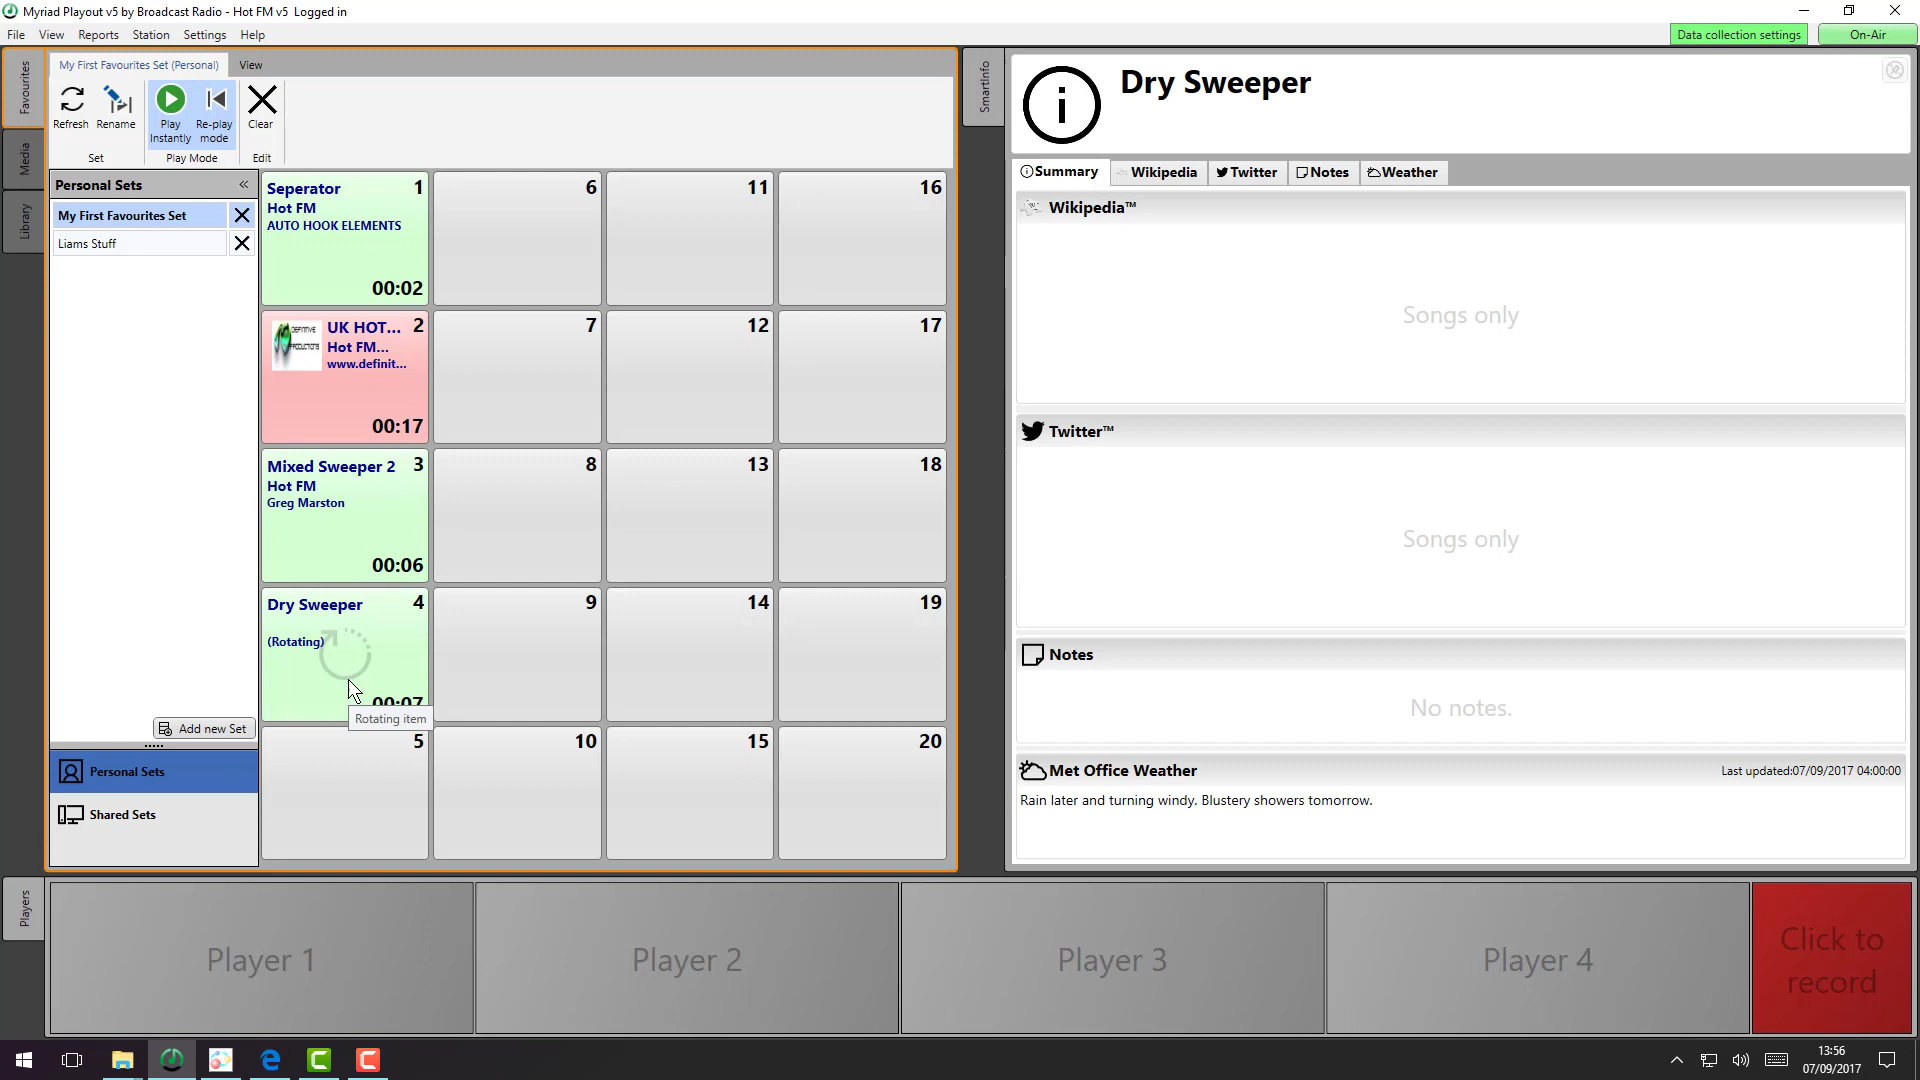 Myriad Playout v5 by Broadcast Radio - Hot FM v5  Logged in
File View Reports Station Settings Help
Data collection settings
On-Air
Favourites
Media
Library
My First Favourites Set (Personal)
View
Refresh
Rename
Play Instantly
Re-play mode
Clear
Set
Play Mode
Edit
Personal Sets
«
My First Favourites Set
Liams Stuff
Add new Set
Personal Sets
Shared Sets
Seperator 1
Hot FM
AUTO HOOK ELEMENTS
00:02
6
11
16
UK HOT... 2
Hot FM...
www.definit...
DEFINITIVE
PRODUCTIONS
00:17
7
12
17
Mixed Sweeper 2 3
Hot FM
Greg Marston
00:06
8
13
18
Dry Sweeper 4
(Rotating)
00:07
Rotating item
9
14
19
5
10
15
20
SmartInfo
Dry Sweeper
Summary
Wikipedia
Twitter
Notes
Weather
Wikipedia™
Songs only
Twitter™
Songs only
Notes
No notes.
Met Office Weather
Last updated:07/09/2017 04:00:00
Rain later and turning windy. Blustery showers tomorrow.
Players
Player 1
Player 2
Player 3
Player 4
Click to
record
13:56
07/09/2017